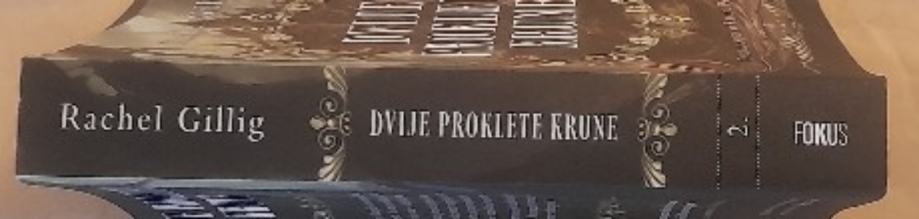 Rachel Gillig
DVIJE PROKLETE KRUNE
2.
FOKUS